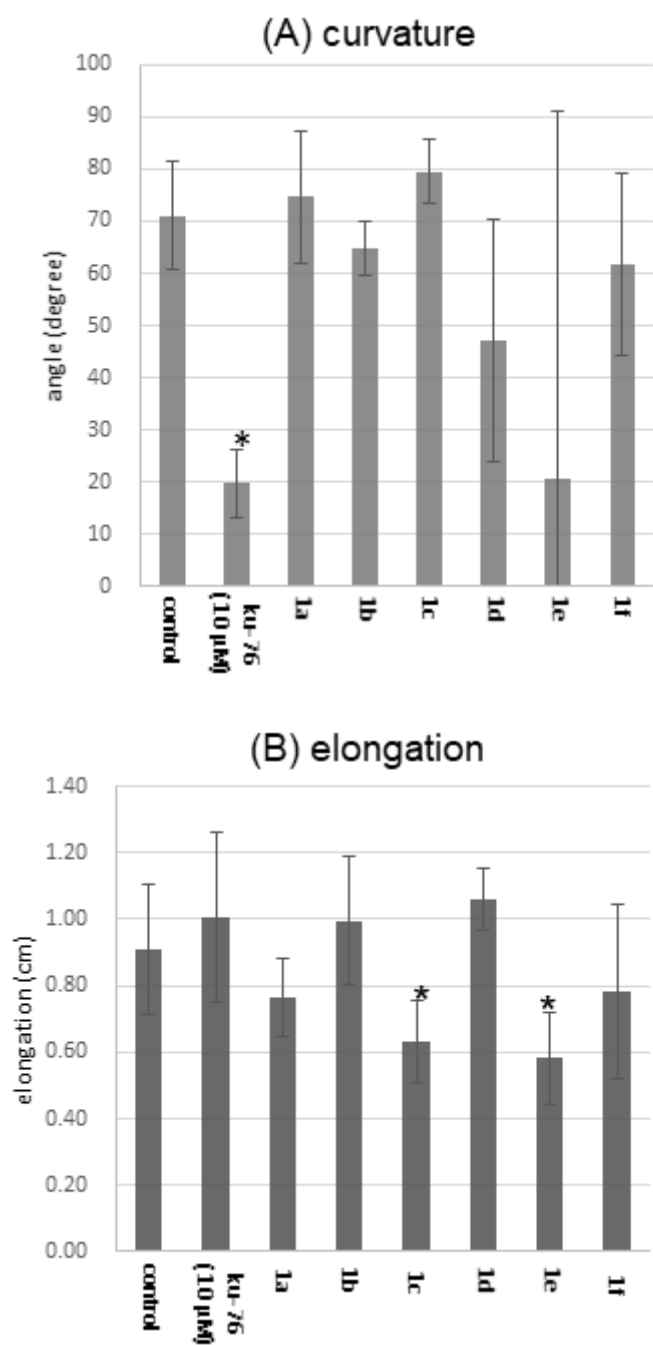 (A) curvature
100
90
80
70
60
50
40
30
20
10
0
angle (degree)
*
control
ku-76
(10 µM)
1a
1b
1c
1d
1e
1f
(B) elongation
1.40
1.20
1.00
0.80
0.60
0.40
0.20
0.00
elongation (cm)
*
*
control
ku-76
(10 µM)
1a
1b
1c
1d
1e
1f